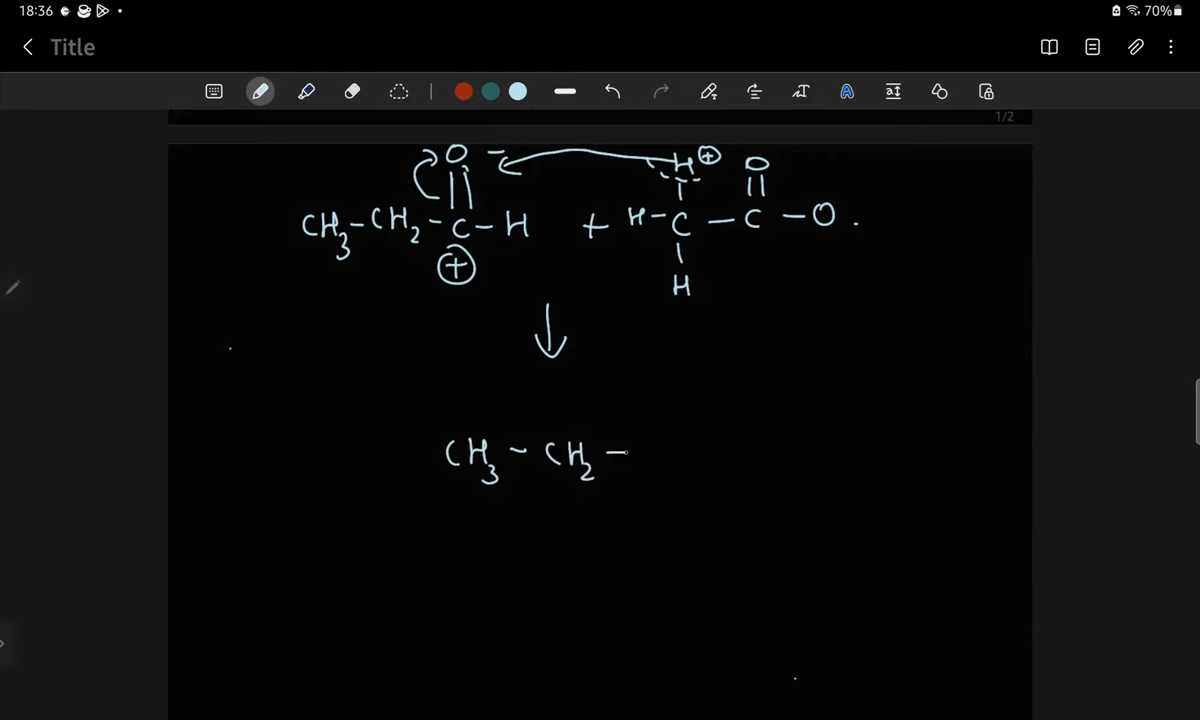 18:36 70%
Title
1/2
O - H + O
CH3 - CH2 - C - H + H - C - C - O .
+ H
CH3 - CH2 -